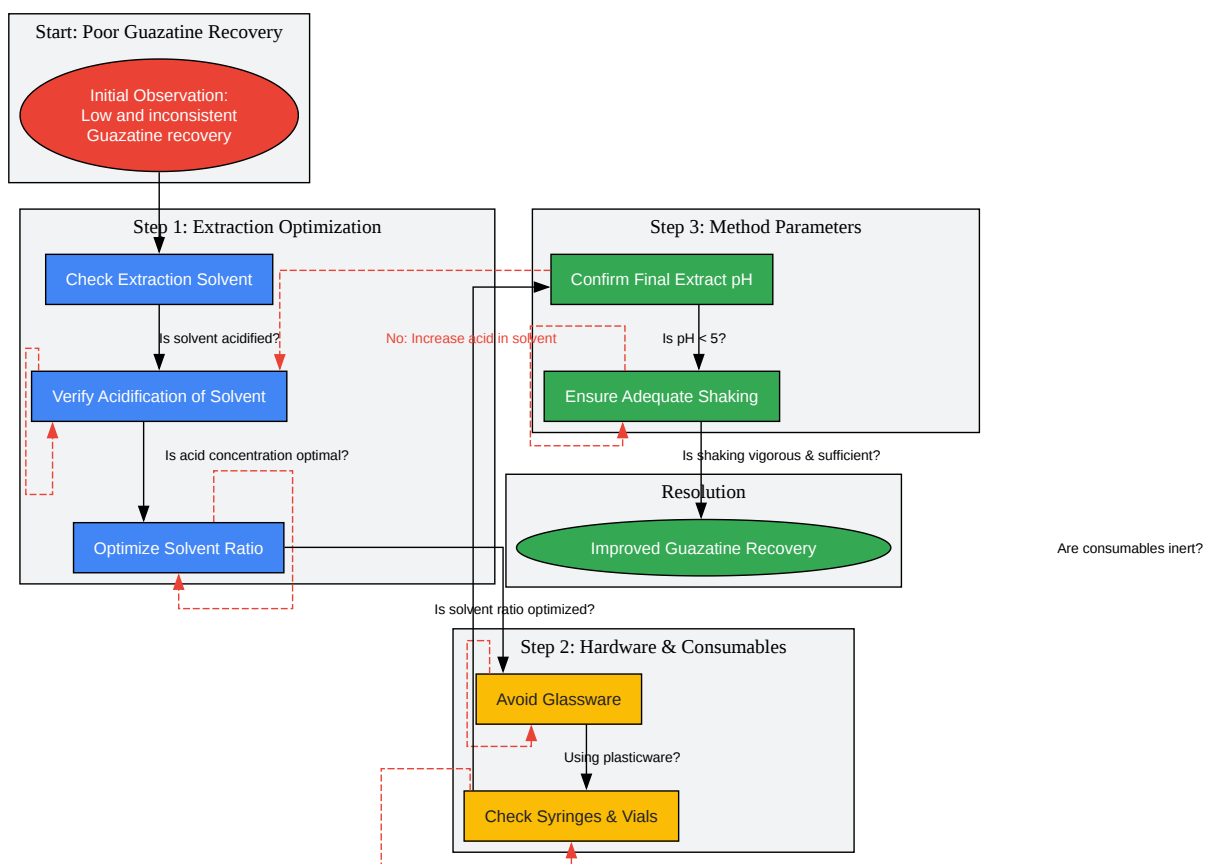 Start: Poor Guazatine Recovery
Initial Observation:
Low and inconsistent
Guazatine recovery
Step 1: Extraction Optimization
Check Extraction Solvent
Is solvent acidified?
Verify Acidification of Solvent
Is acid concentration optimal?
Optimize Solvent Ratio
Is solvent ratio optimized?
Step 2: Hardware & Consumables
Avoid Glassware
Using plasticware?
Check Syringes & Vials
Are consumables inert?
Step 3: Method Parameters
Confirm Final Extract pH
No: Increase acid in solvent
Is pH < 5?
Ensure Adequate Shaking
Is shaking vigorous & sufficient?
Resolution
Improved Guazatine Recovery